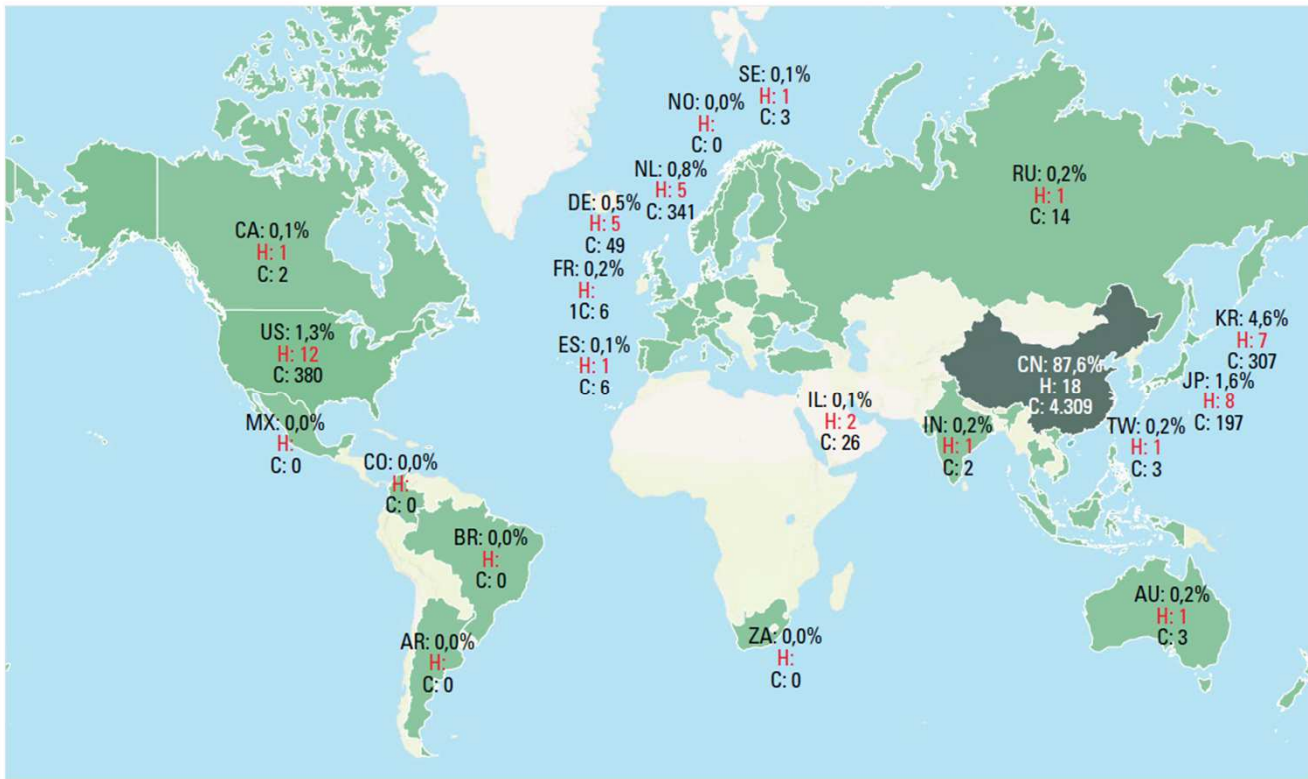 SE: 0,1%
H: 1
C: 3
NO: 0,0%
H:
C: 0
NL: 0,8%
H: 5
C: 341
DE: 0,5%
H: 5
C: 49
FR: 0,2%
H:
1C: 6
ES: 0,1%
H: 1
C: 6
RU: 0,2%
H: 1
C: 14
CA: 0,1%
H: 1
C: 2
US: 1,3%
H: 12
C: 380
MX: 0,0%
H:
C: 0
CO: 0,0%
H:
C: 0
BR: 0,0%
H:
C: 0
AR: 0,0%
H:
C: 0
ZA: 0,0%
H:
C: 0
IL: 0,1%
H: 2
C: 26
IN: 0,2%
H: 1
C: 2
CN: 87,6%
H: 18
C: 4.309
KR: 4,6%
H: 7
C: 307
JP: 1,6%
H: 8
C: 197
TW: 0,2%
H: 1
C: 3
AU: 0,2%
H: 1
C: 3